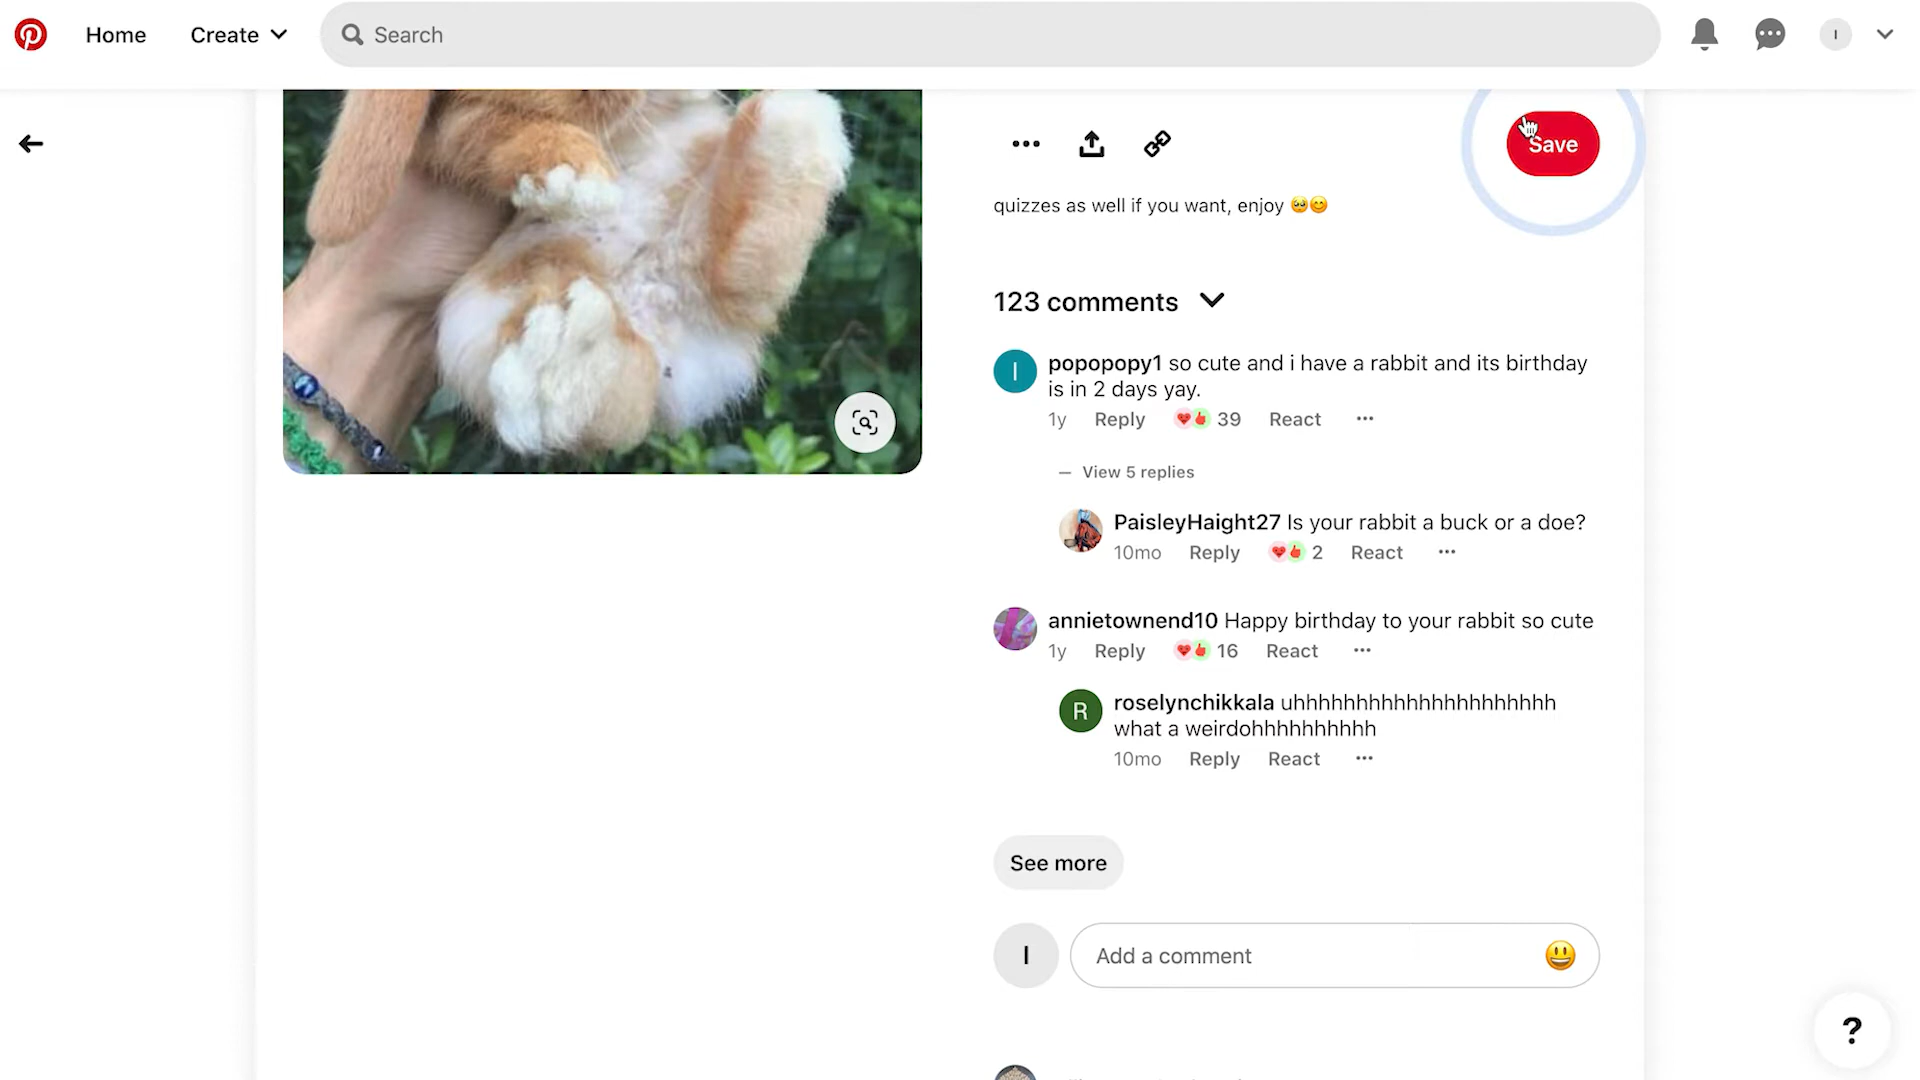 Home
Create
Search
I
Save
quizzes as well if you want, enjoy 🥺😊
123 comments
I
popopopy1 so cute and i have a rabbit and its birthday
is in 2 days yay.
1y Reply 39 React
View 5 replies
PaisleyHaight27 Is your rabbit a buck or a doe?
10mo Reply 2 React
annietownend10 Happy birthday to your rabbit so cute
1y Reply 16 React
R
roselynchikkala uhhhhhhhhhhhhhhhhhhhhh
what a weirdohhhhhhhhhh
10mo Reply React
See more
I
Add a comment 😃
?